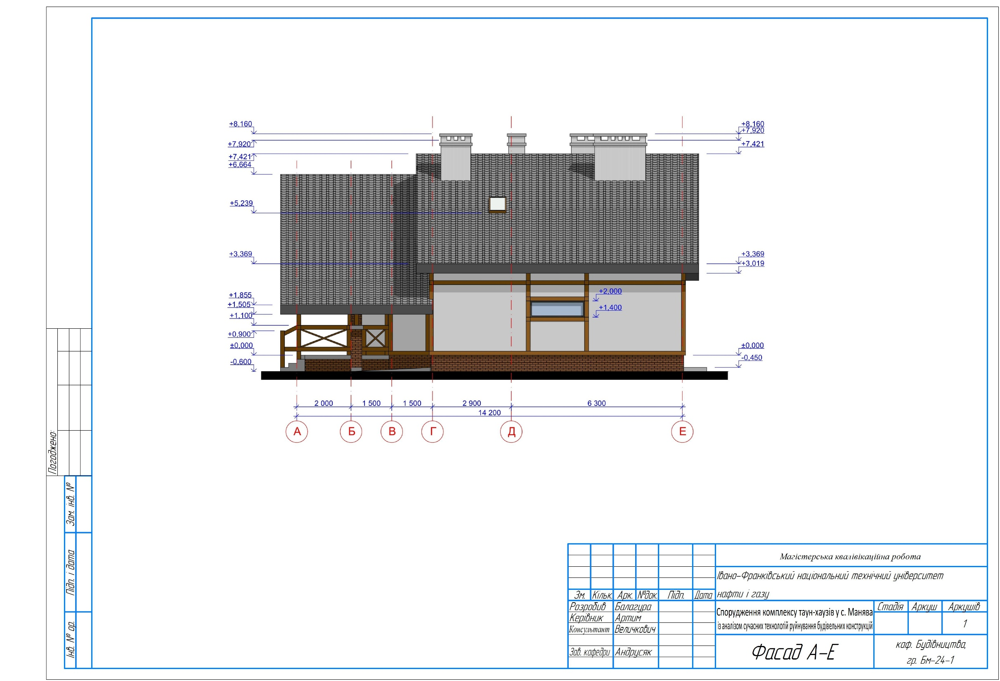 +8,160
+7,920
+7,421
+6,664
+5,239
+3,369
+1,855
+1,505
+1,100
+0,900
±0,000
-0,600
+8,160
+7,920
+7,421
+3,369
+3,019
+2,000
+1,400
±0,000
-0,450
2 000 1 500 1 500 2 900 6 300
14 200
А Б В Г Д Е
Погоджено:
Зам. інв. №
Підп. і дата
Інв. № ор.
Магістерська квалівікаційна робота
Івано-Франківський національний технічний університет
нафти і газу
Зм. Кільк. Арк. №док. Підп. Дата
Розробив Балагура
Керівник Артим
Консультант Величкович
Зав. кафедри Андрусяк
Спорудження комплексу таун-хаузів у с. Манява
із аналізом сучасних технологій руйнування будівельних конструкцій
Стадія Аркуш Аркушів
1
Фасад А-Е
каф. Будівництва,
гр. Бм-24-1